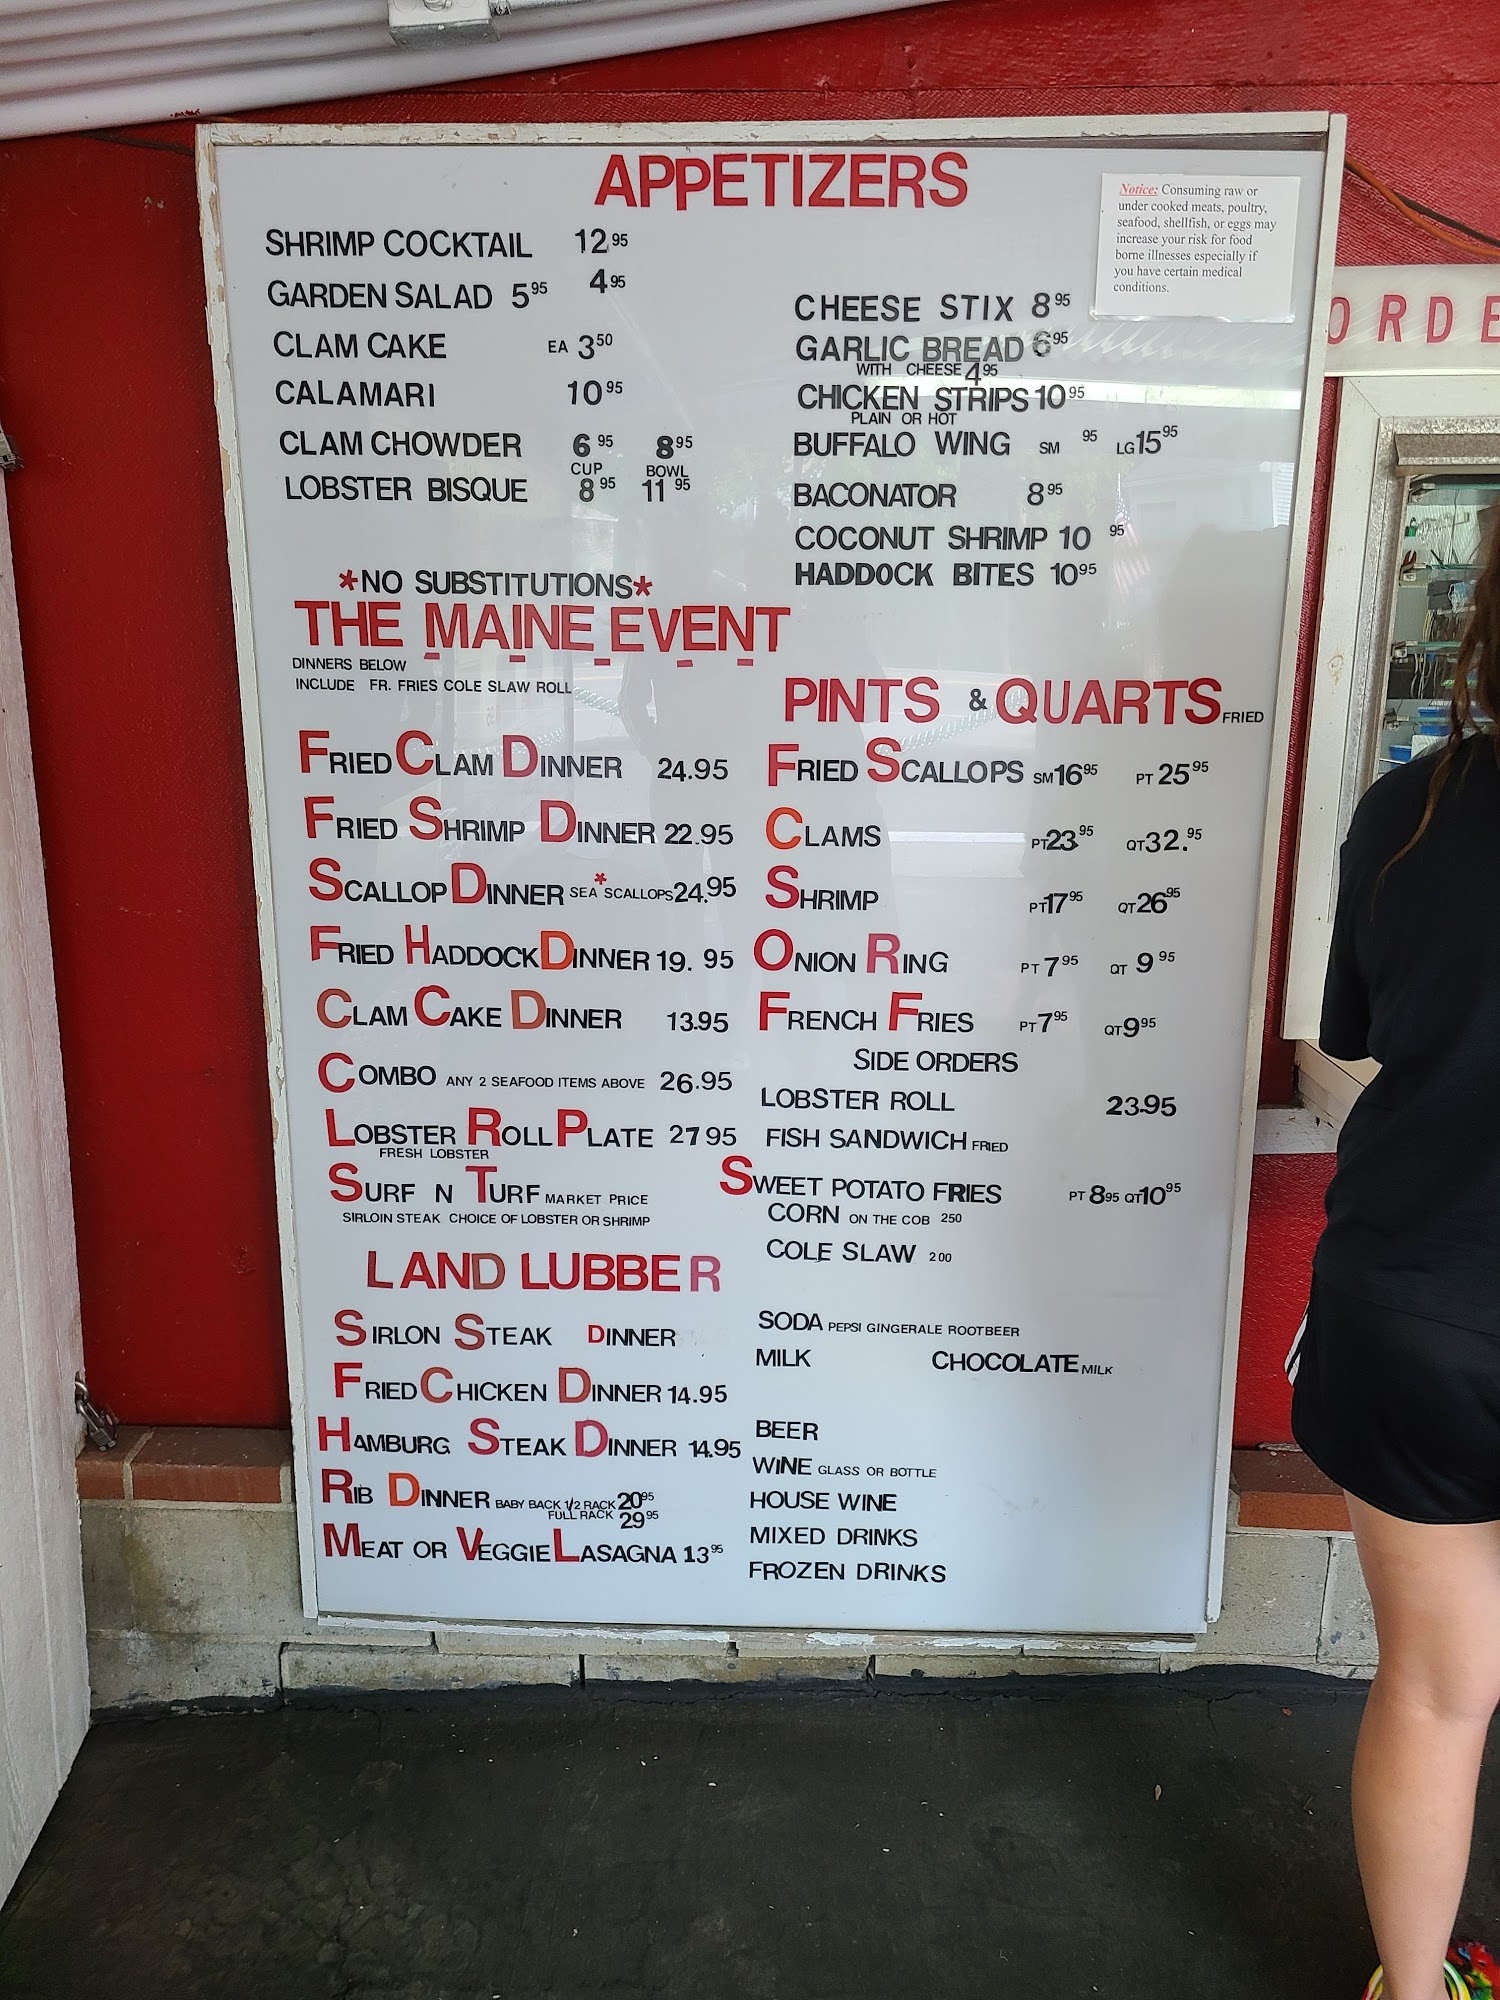 APPETIZERS
Notice: Consuming raw or
under cooked meats, poultry,
seafood, shellfish, or eggs may
increase your risk for food
borne illnesses especially if
you have certain medical
conditions.
SHRIMP COCKTAIL 12 95
GARDEN SALAD 5 95 4 95
CLAM CAKE EA 3 50
CALAMARI 10 95
CLAM CHOWDER 6 95 8 95
CUP BOWL
LOBSTER BISQUE 8 95 11 95
CHEESE STIX 8 95
GARLIC BREAD 6 95
WITH CHEESE 4 95
CHICKEN STRIPS 10 95
PLAIN OR HOT
BUFFALO WING SM 95 LG 15 95
BACONATOR 8 95
COCONUT SHRIMP 10 95
HADDOCK BITES 10 95
*NO SUBSTITUTIONS*
THE MAINE EVENT
DINNERS BELOW
INCLUDE FR. FRIES COLE SLAW ROLL
FRIED CLAM DINNER 24.95
FRIED SHRIMP DINNER 22.95
SCALLOP DINNER SEA * SCALLOPS 24.95
FRIED HADDOCK DINNER 19. 95
CLAM CAKE DINNER 13.95
COMBO ANY 2 SEAFOOD ITEMS ABOVE 26.95
LOBSTER ROLL PLATE 27 95
FRESH LOBSTER
SURF N TURF MARKET PRICE
SIRLOIN STEAK CHOICE OF LOBSTER OR SHRIMP
LAND LUBBER
SIRLON STEAK DINNER
FRIED CHICKEN DINNER 14.95
HAMBURG STEAK DINNER 14.95
RIB DINNER BABY BACK 1/2 RACK 20 95
FULL RACK 29 95
MEAT OR VEGGIE LASAGNA 13 95
PINTS & QUARTS FRIED
FRIED SCALLOPS SM 16 95 PT 25 95
CLAMS PT 23 95 QT 32. 95
SHRIMP PT 17 95 QT 26 95
ONION RING PT 7 95 QT 9 95
FRENCH FRIES PT 7 95 QT 9 95
SIDE ORDERS
LOBSTER ROLL 23.95
FISH SANDWICH FRIED
SWEET POTATO FRIES PT 8 95 QT 10 95
CORN ON THE COB 250
COLE SLAW 200
SODA PEPSI GINGERALE ROOTBEER
MILK CHOCOLATE MILK
BEER
WINE GLASS OR BOTTLE
HOUSE WINE
MIXED DRINKS
FROZEN DRINKS
ORDE